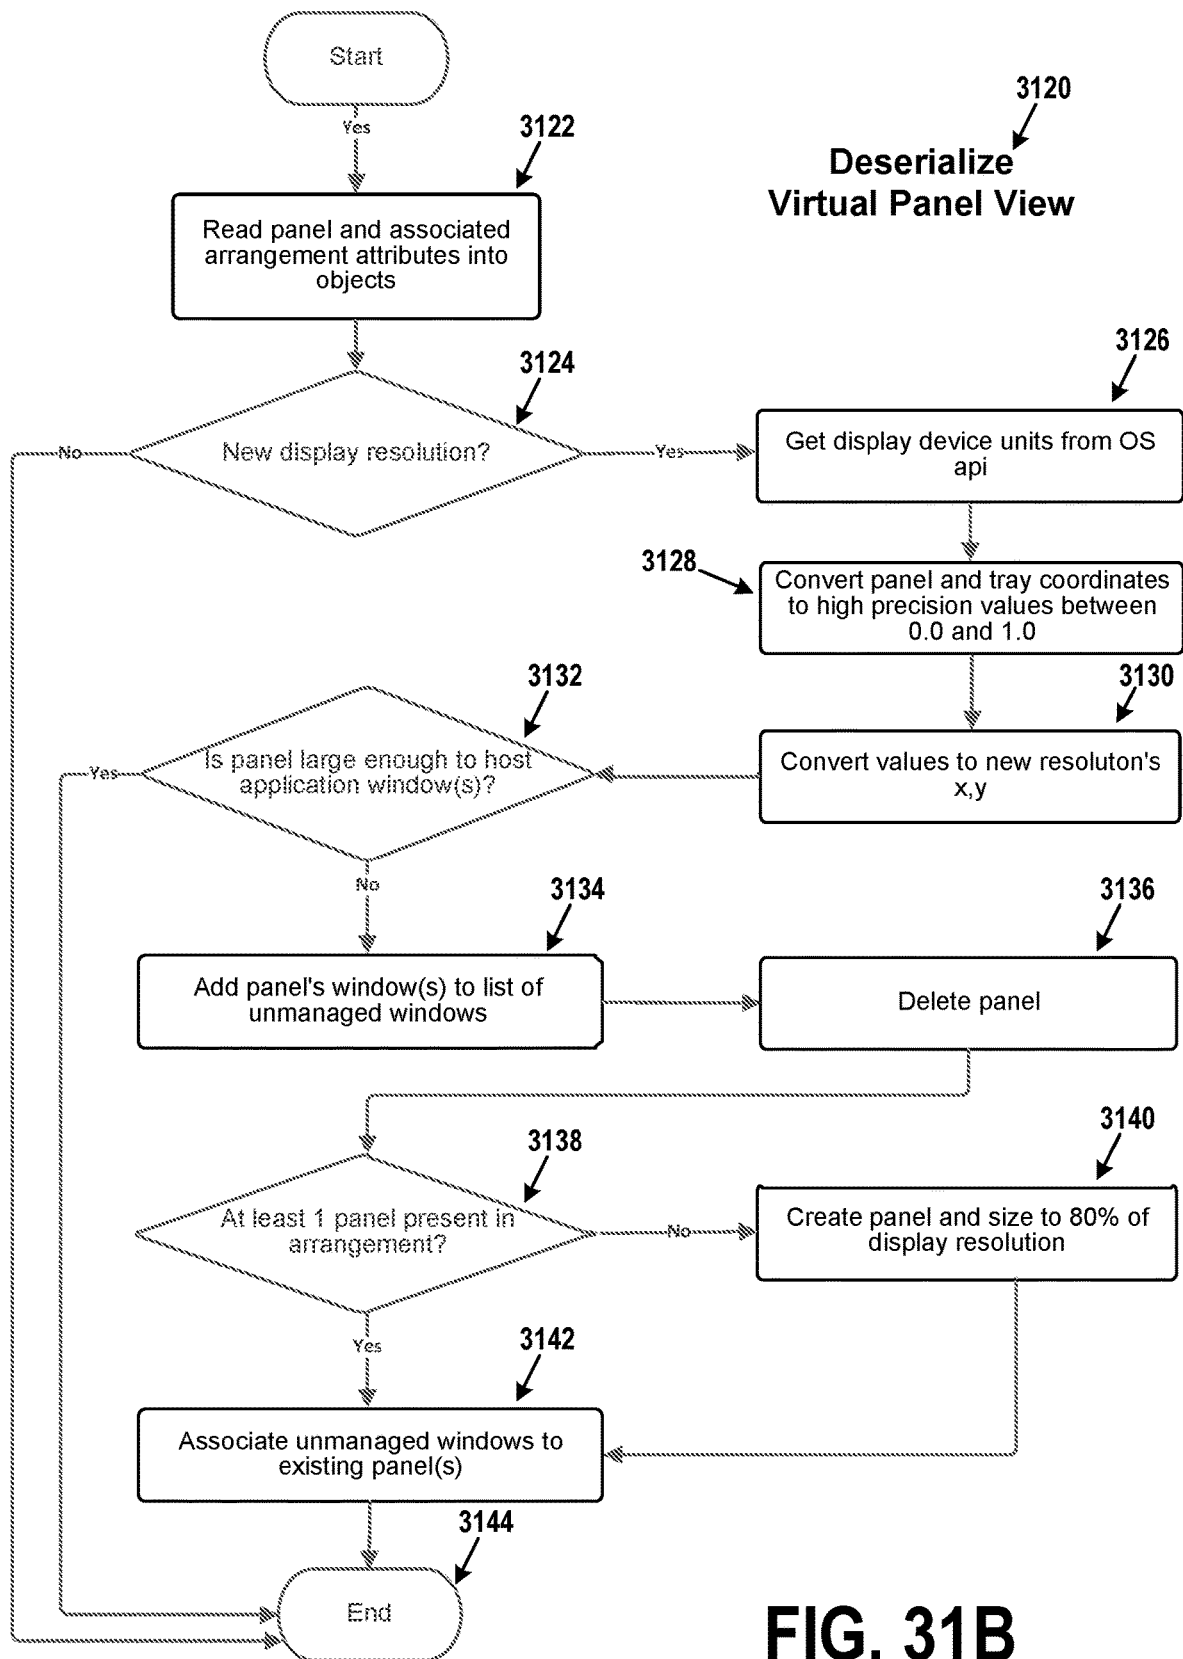 Start
3120
Deserialize
Virtual Panel View
Yes
3122
Read panel and associated
arrangement attributes into
objects
3124
New display resolution?
No
Yes
3126
Get display device units from OS
api
3128
Convert panel and tray coordinates
to high precision values between
0.0 and 1.0
3130
Convert values to new resoluton's
x,y
3132
Is panel large enough to host
application window(s)?
Yes
No
3134
Add panel's window(s) to list of
unmanaged windows
3136
Delete panel
3138
At least 1 panel present in
arrangement?
No
3140
Create panel and size to 80% of
display resolution
Yes
3142
Associate unmanaged windows to
existing panel(s)
3144
End
FIG. 31B